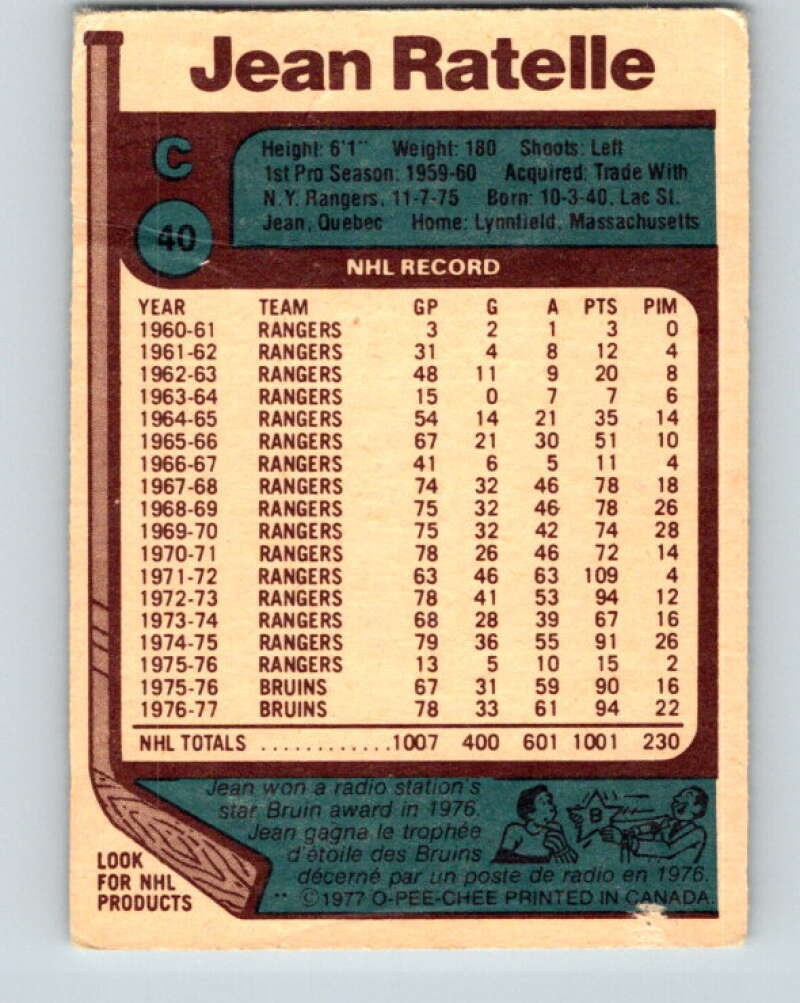 Jean Ratelle
C
40
Height: 6'1" Weight: 180 Shoots: Left
1st Pro Season: 1959-60 Acquired: Trade With
N.Y. Rangers, 11-7-75 Born: 10-3-40, Lac St.
Jean, Quebec Home: Lynnfield, Massachusetts
NHL RECORD
YEAR TEAM GP G A PTS PIM
1960-61 RANGERS 3 2 1 3 0
1961-62 RANGERS 31 4 8 12 4
1962-63 RANGERS 48 11 9 20 8
1963-64 RANGERS 15 0 7 7 6
1964-65 RANGERS 54 14 21 35 14
1965-66 RANGERS 67 21 30 51 10
1966-67 RANGERS 41 6 5 11 4
1967-68 RANGERS 74 32 46 78 18
1968-69 RANGERS 75 32 46 78 26
1969-70 RANGERS 75 32 42 74 28
1970-71 RANGERS 78 26 46 72 14
1971-72 RANGERS 63 46 63 109 4
1972-73 RANGERS 78 41 53 94 12
1973-74 RANGERS 68 28 39 67 16
1974-75 RANGERS 79 36 55 91 26
1975-76 RANGERS 13 5 10 15 2
1975-76 BRUINS 67 31 59 90 16
1976-77 BRUINS 78 33 61 94 22
NHL TOTALS ............1007 400 601 1001 230
Jean won a radio station's
star Bruin award in 1976.
Jean gagna le trophée
d'étoile des Bruins
décerné par un poste de radio en 1976.
** ©1977 O-PEE-CHEE PRINTED IN CANADA
B
LOOK
FOR NHL
PRODUCTS